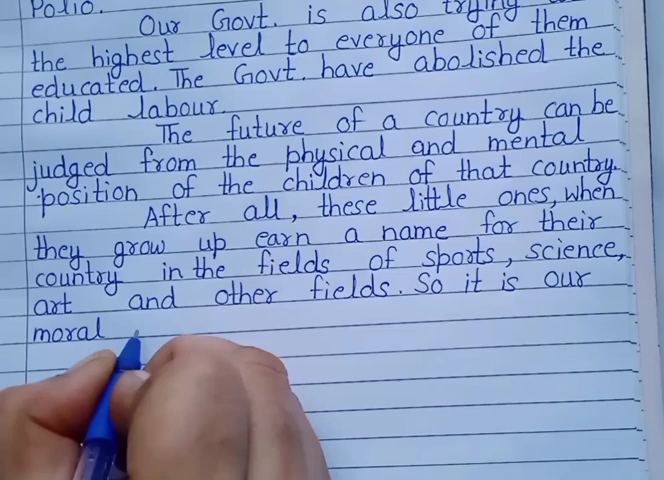 Polio.
Our Govt. is also trying
the highest level to everyone of them
educated. The Govt. have abolished the
child labour.
The future of a country can be
judged from the physical and mental
position of the children of that country.
After all, these little ones, when
they grow up earn a name for their
country in the fields of sports, science,
art and other fields. So it is our
moral